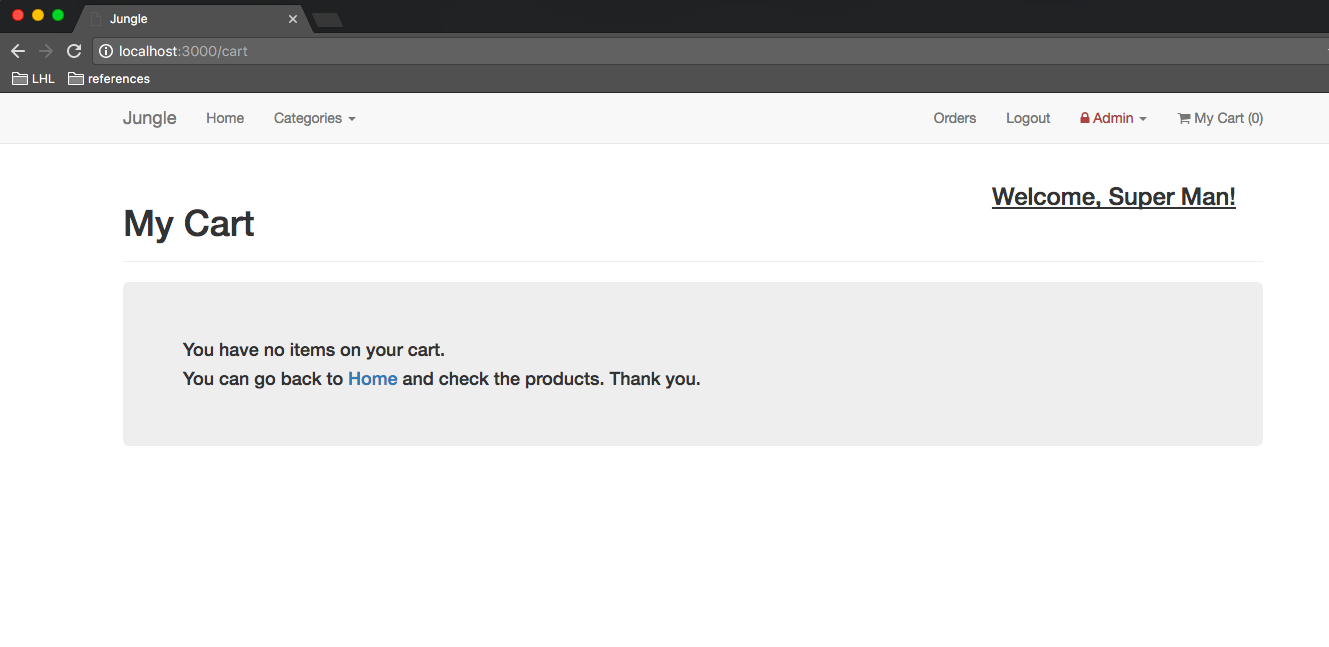 Jungle
localhost:3000/cart
LHL references
Jungle Home Categories Orders Logout Admin My Cart (0)
Welcome, Super Man!
My Cart
You have no items on your cart.
You can go back to Home and check the products. Thank you.